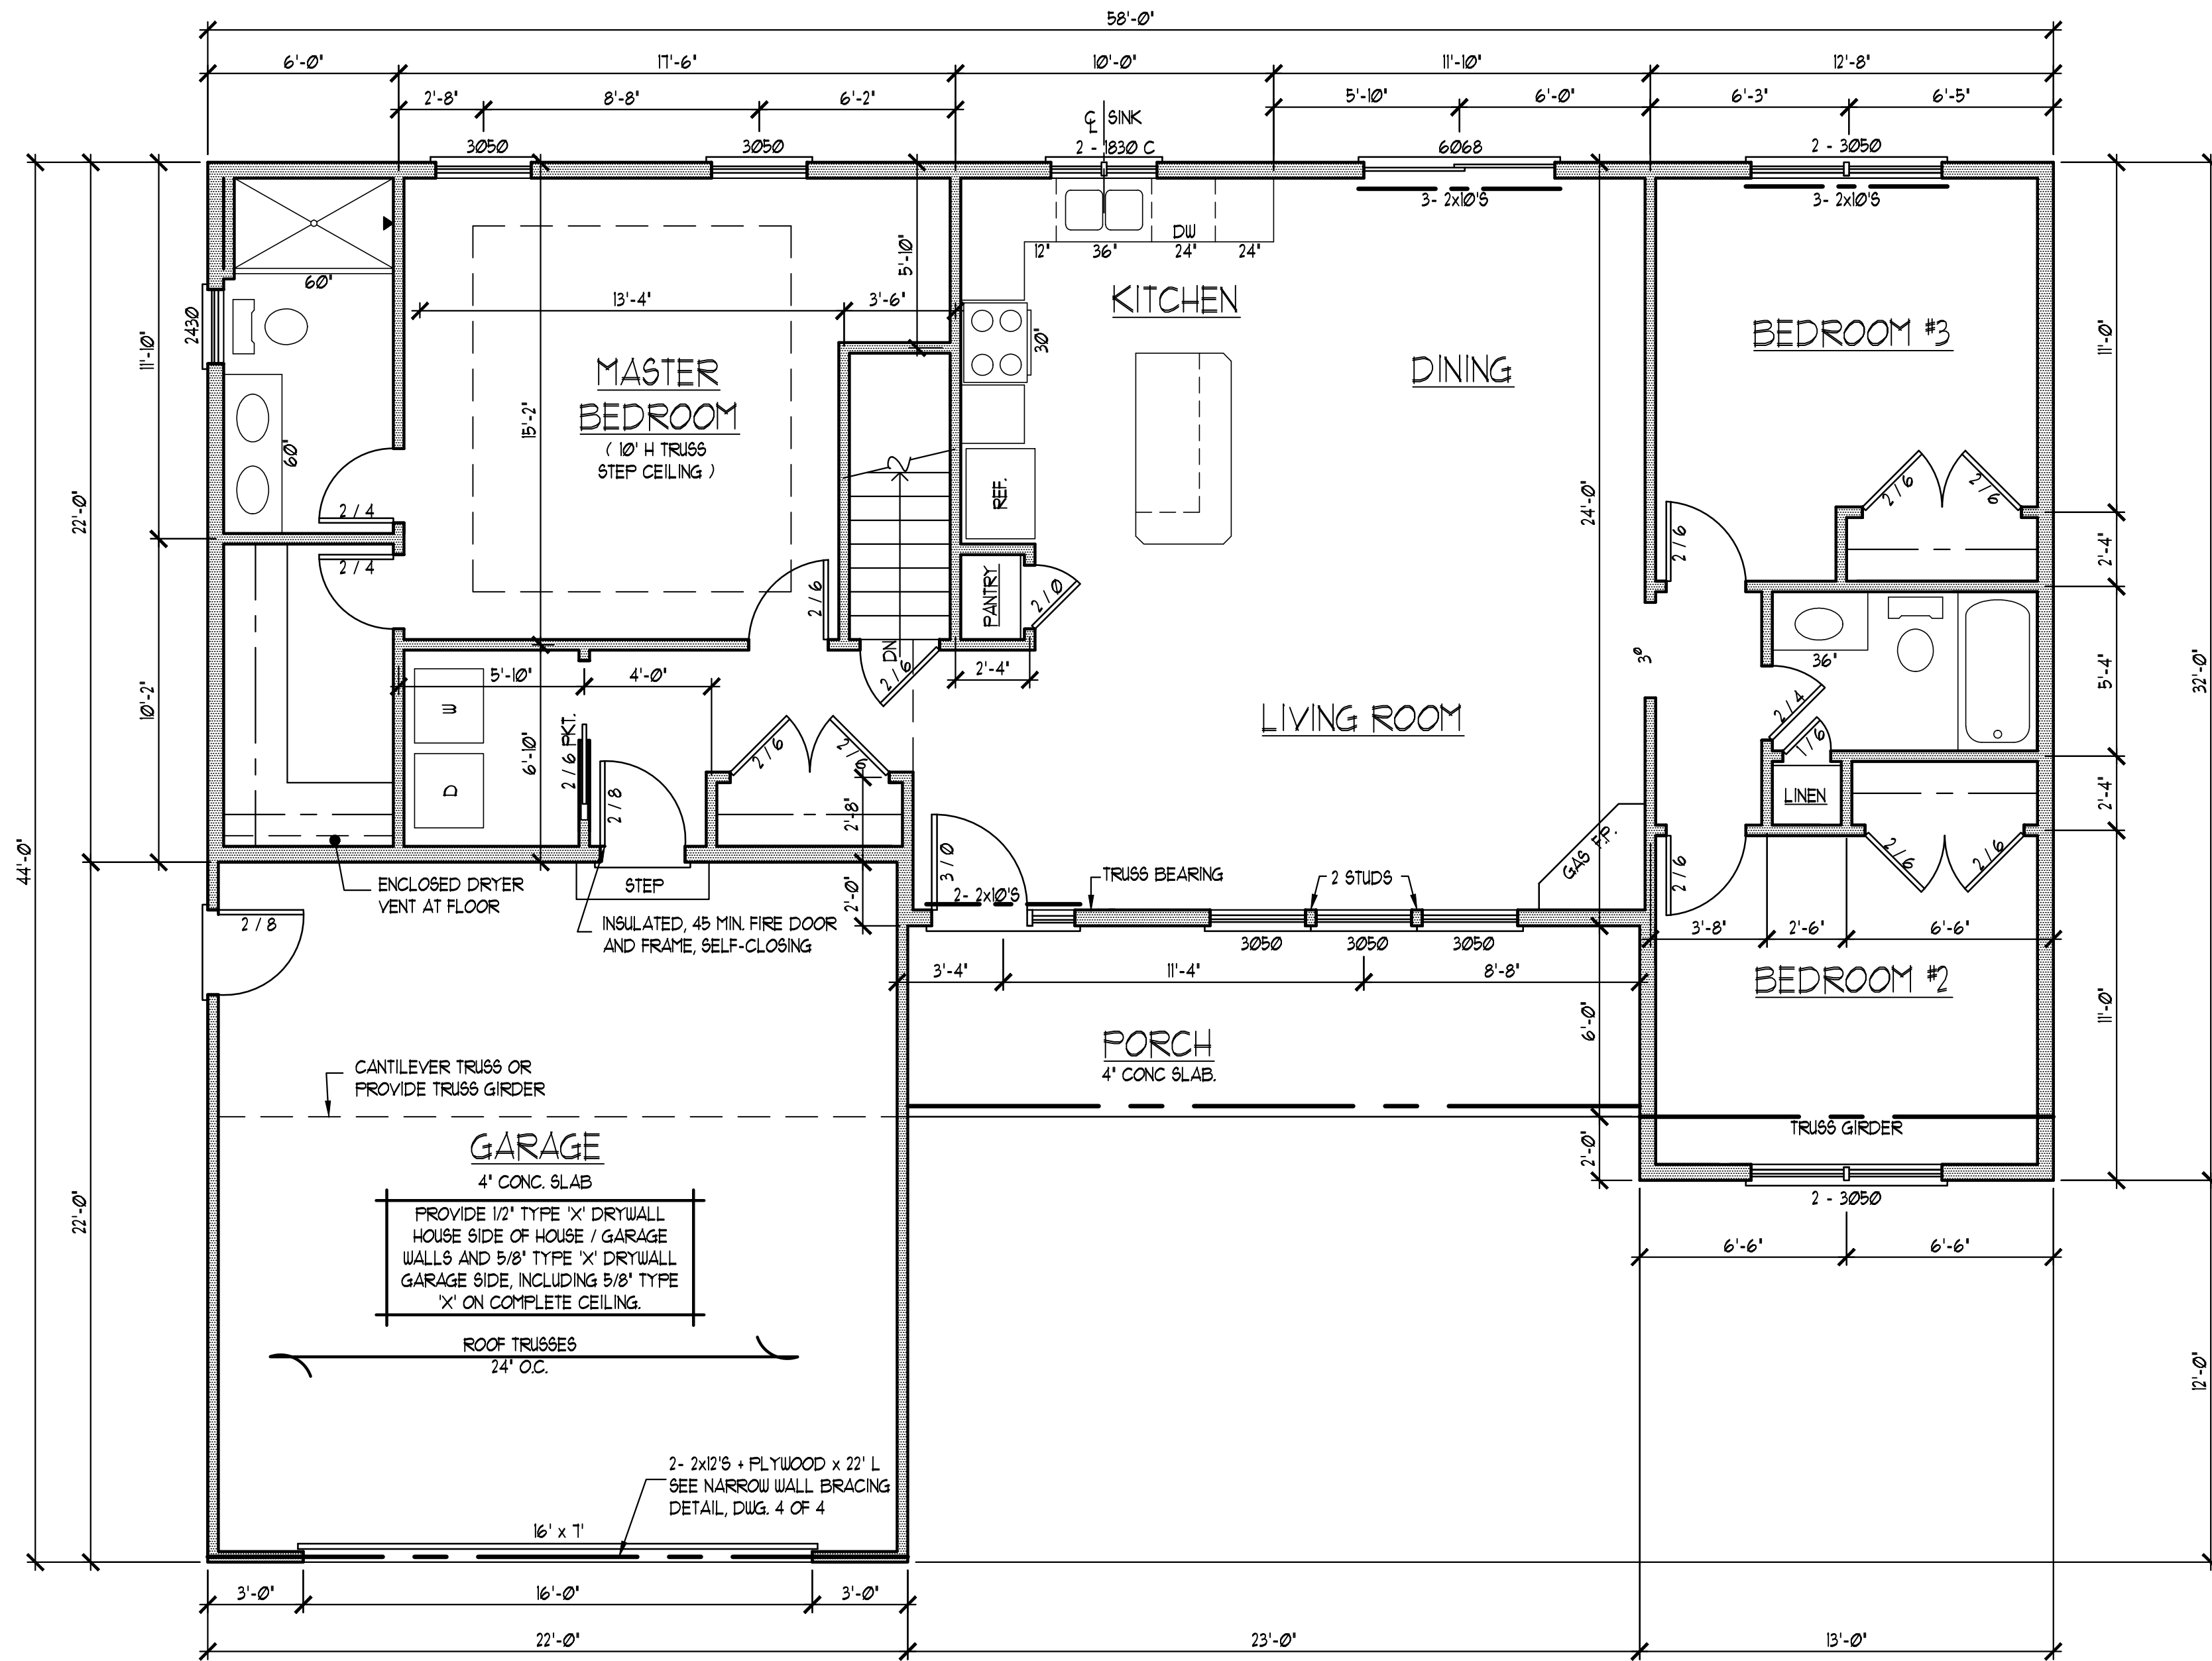 58'-0"
6'-0"
17'-6"
10'-0"
11'-10"
12'-8"
2'-8"
8'-8"
6'-2"
5'-10"
6'-0"
6'-3"
6'-5"
℄ SINK
3050
3050
2 - 1830 C
6068
2 - 3050
3- 2x10'S
3- 2x10'S
DW
12"
36"
24"
24"
60"
5'-10"
13'-4"
3'-6"
KITCHEN
30"
2430
BEDROOM #3
11'-10"
11'-0"
MASTER
BEDROOM
( 10' H TRUSS
STEP CEILING )
DINING
15'-2"
60"
REF.
24'-0"
2 / 6
2 / 6
22'-0"
2 / 4
2 / 4
2 / 6
2 / 6
2'-4"
PANTRY
2 / 0
DN
2 / 6
2'-4"
3⁰
36"
5'-4"
32'-0"
5'-10"
4'-0"
W
D
10'-2"
6'-10"
2 / 6 PKT.
2 / 8
2 / 6
2 / 6
2'-8"
LIVING ROOM
2 / 4
1 / 6
LINEN
2'-4"
44'-0"
GAS F.P.
3 / 0
2 / 6
2 / 6
2 / 6
ENCLOSED DRYER
VENT AT FLOOR
STEP
2'-0"
2- 2x10'S
TRUSS BEARING
2 STUDS
2 / 8
INSULATED, 45 MIN. FIRE DOOR
AND FRAME, SELF-CLOSING
3050
3050
3050
3'-8"
2'-6"
6'-6"
3'-4"
11'-4"
8'-8"
BEDROOM #2
6'-0"
11'-0"
PORCH
4" CONC SLAB.
CANTILEVER TRUSS OR
PROVIDE TRUSS GIRDER
TRUSS GIRDER
GARAGE
4" CONC. SLAB
2'-0"
22'-0"
PROVIDE 1/2" TYPE 'X' DRYWALL
HOUSE SIDE OF HOUSE / GARAGE
WALLS AND 5/8" TYPE 'X' DRYWALL
GARAGE SIDE, INCLUDING 5/8" TYPE
'X' ON COMPLETE CEILING.
2 - 3050
6'-6"
6'-6"
ROOF TRUSSES
24" O.C.
12'-0"
2- 2x12'S + PLYWOOD x 22' L
SEE NARROW WALL BRACING
DETAIL, DWG. 4 OF 4
16' x 7'
3'-0"
16'-0"
3'-0"
22'-0"
23'-0"
13'-0"